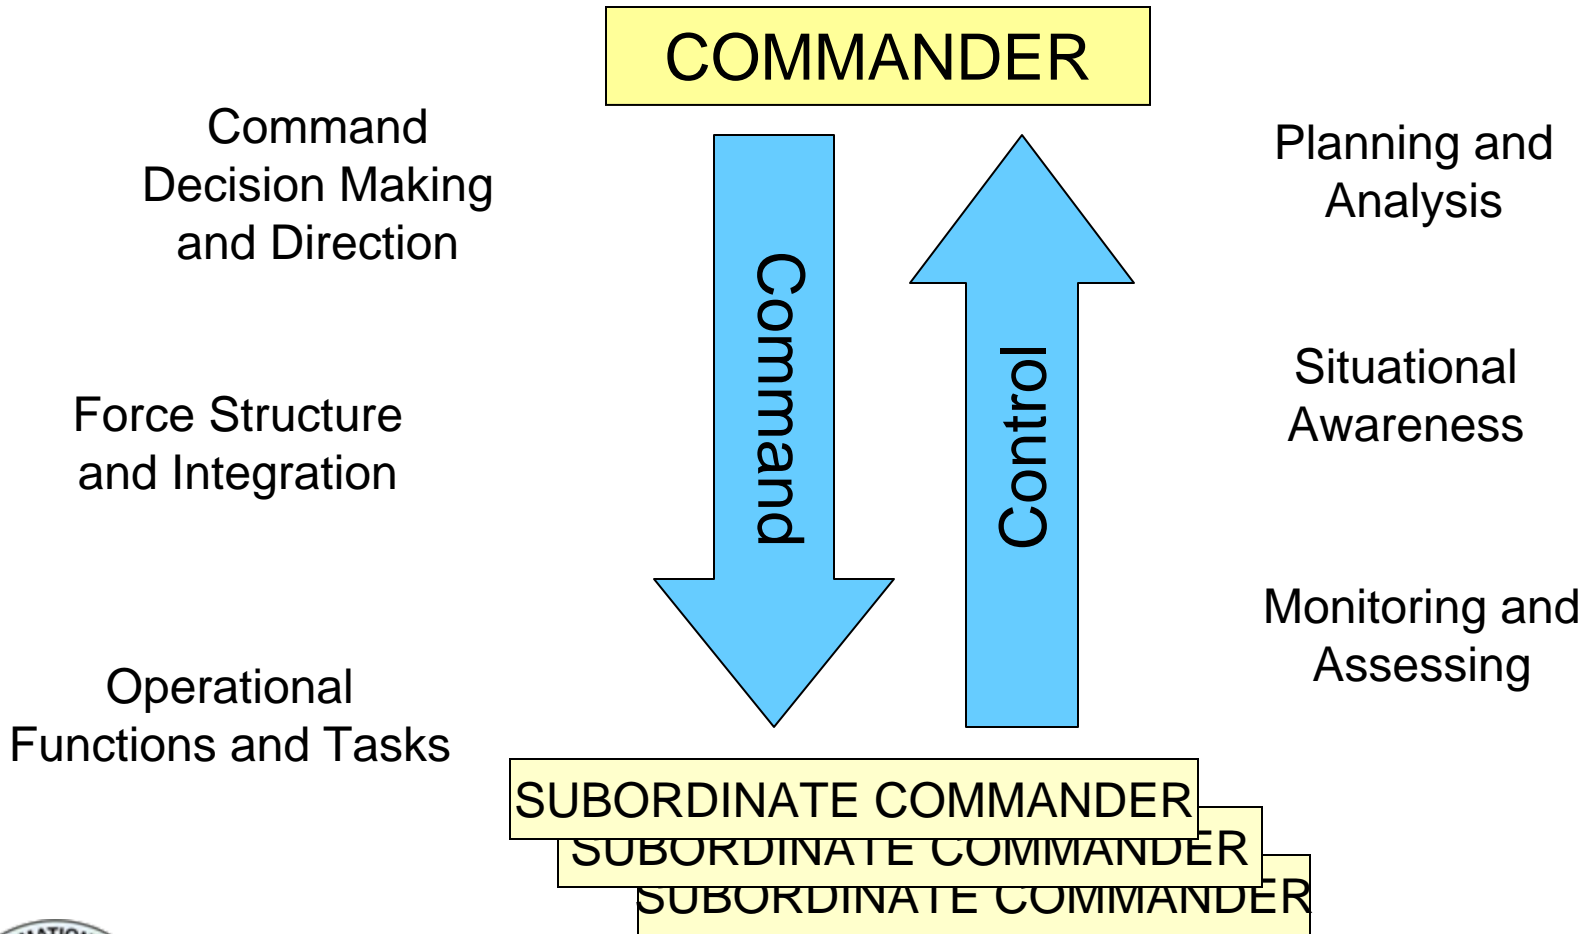 COMMANDER
Command
Decision Making
and Direction
Planning and
Analysis
Command
Control
Force Structure
and Integration
Situational
Awareness
Operational
Functions and Tasks
Monitoring and
Assessing
SUBORDINATE COMMANDER
SUBORDINATE COMMANDER
SUBORDINATE COMMANDER